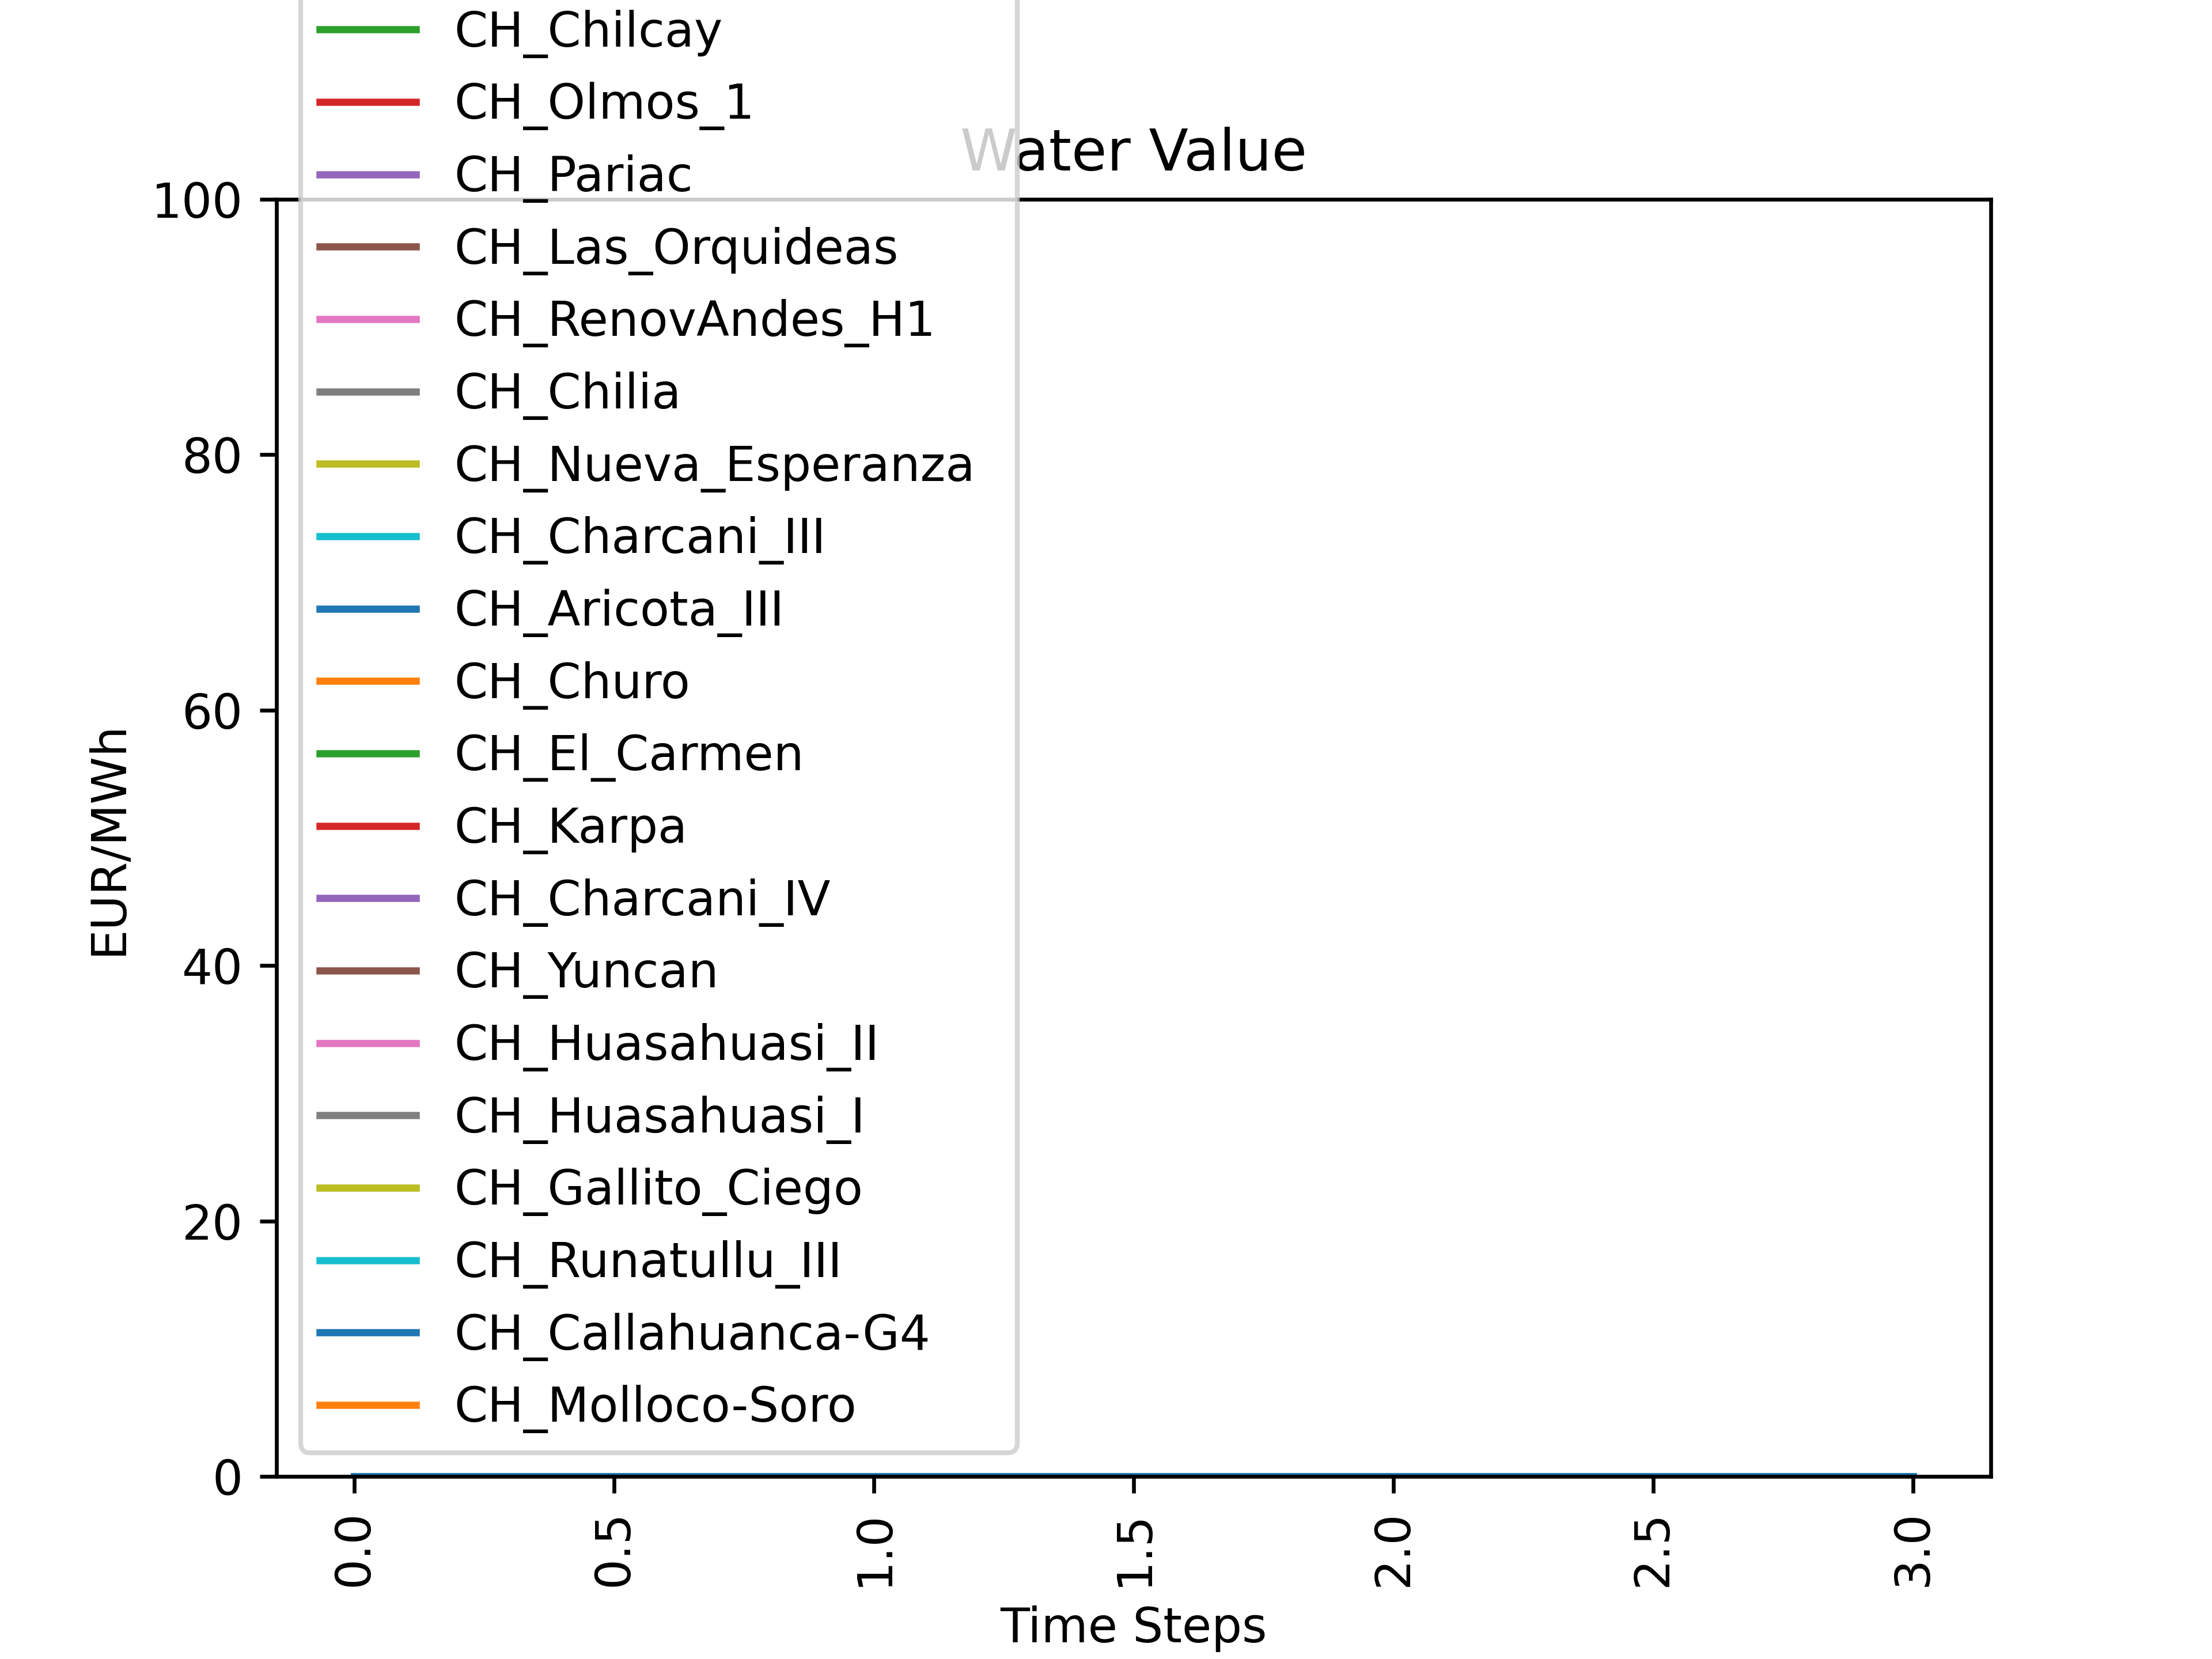 CH_Chilcay
CH_Olmos_1
Water Value
CH_Pariac
100
CH_Las_Orquideas
CH_RenovAndes_H1
CH_Chilia
80
CH_Nueva_Esperanza
CH_Charcani_III
CH_Aricota_III
CH_Churo
60
CH_El_Carmen
EUR/MWh
CH_Karpa
CH_Charcani_IV
40
CH_Yuncan
CH_Huasahuasi_II
CH_Huasahuasi_I
CH_Gallito_Ciego
20
CH_Runatullu_III
CH_Callahuanca-G4
CH_Molloco-Soro
0
0.0 0.5 1.0 1.5 2.0 2.5 3.0
Time Steps